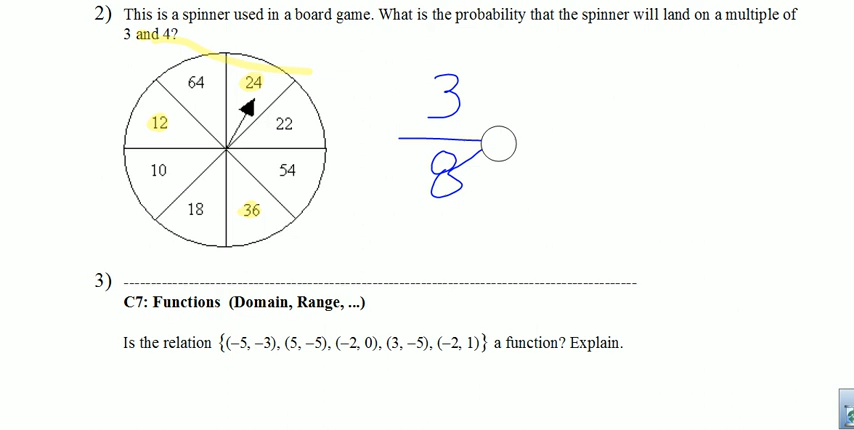 2) This is a spinner used in a board game. What is the probability that the spinner will land on a multiple of
3 and 4?
64 24
12 22
10 54
18 36
3
8
3) ------------------------------------------------------------
C7: Functions (Domain, Range, ...)
Is the relation {(–5, –3), (5, –5), (–2, 0), (3, –5), (–2, 1)} a function? Explain.